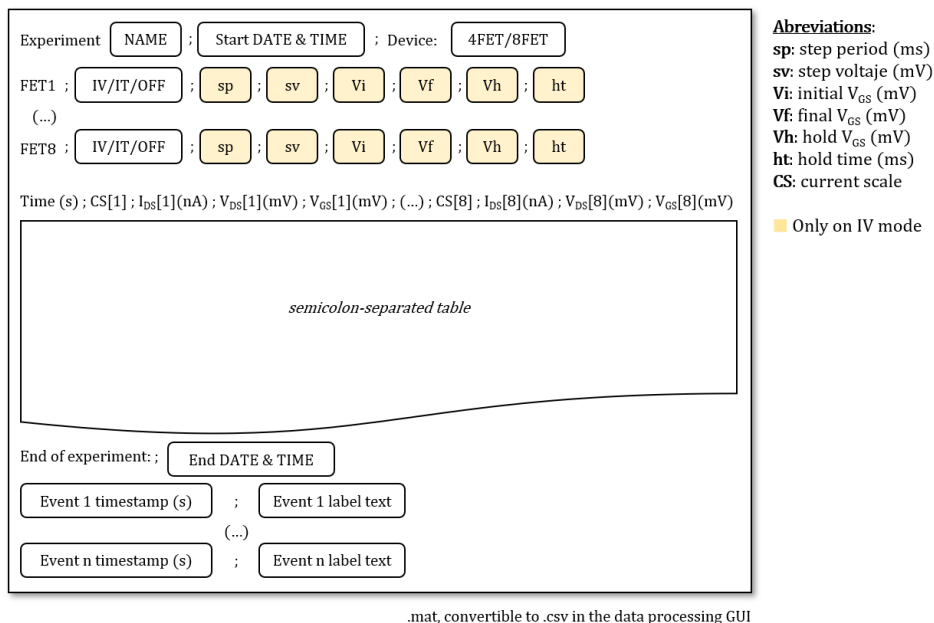 Experiment NAME ; Start DATE & TIME ; Device: 4FET/8FET
FET1 ; IV/IT/OFF ; sp ; sv ; Vi ; Vf ; Vh ; ht
(...)
FET8 ; IV/IT/OFF ; sp ; sv ; Vi ; Vf ; Vh ; ht
Time (s) ; CS[1] ; IDS[1](nA) ; VDS[1](mV) ; VGS[1](mV) ; (...) ; CS[8] ; IDS[8](nA) ; VDS[8](mV) ; VGS[8](mV)
semicolon-separated table
End of experiment: ; End DATE & TIME
Event 1 timestamp (s) ; Event 1 label text
(...)
Event n timestamp (s) ; Event n label text
.mat, convertible to .csv in the data processing GUI
Abreviations:
sp: step period (ms)
sv: step voltaje (mV)
Vi: initial VGS (mV)
Vf: final VGS (mV)
Vh: hold VGS (mV)
ht: hold time (ms)
CS: current scale
Only on IV mode